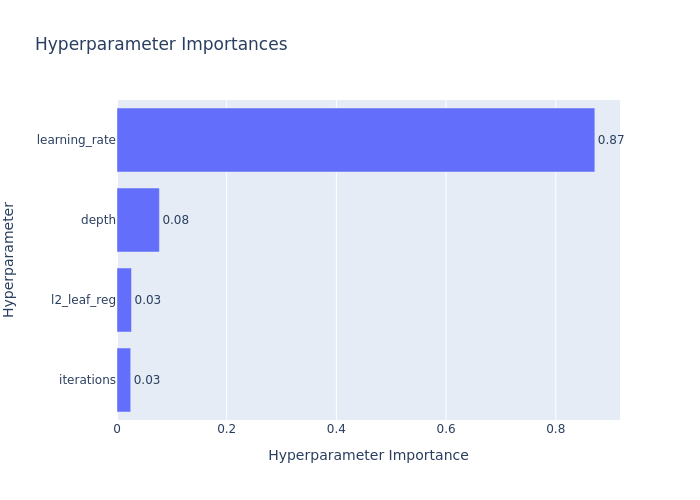 Hyperparameter Importances
Hyperparameter
learning_rate
0.87
depth
0.08
l2_leaf_reg
0.03
iterations
0.03
0
0.2
0.4
0.6
0.8
Hyperparameter Importance